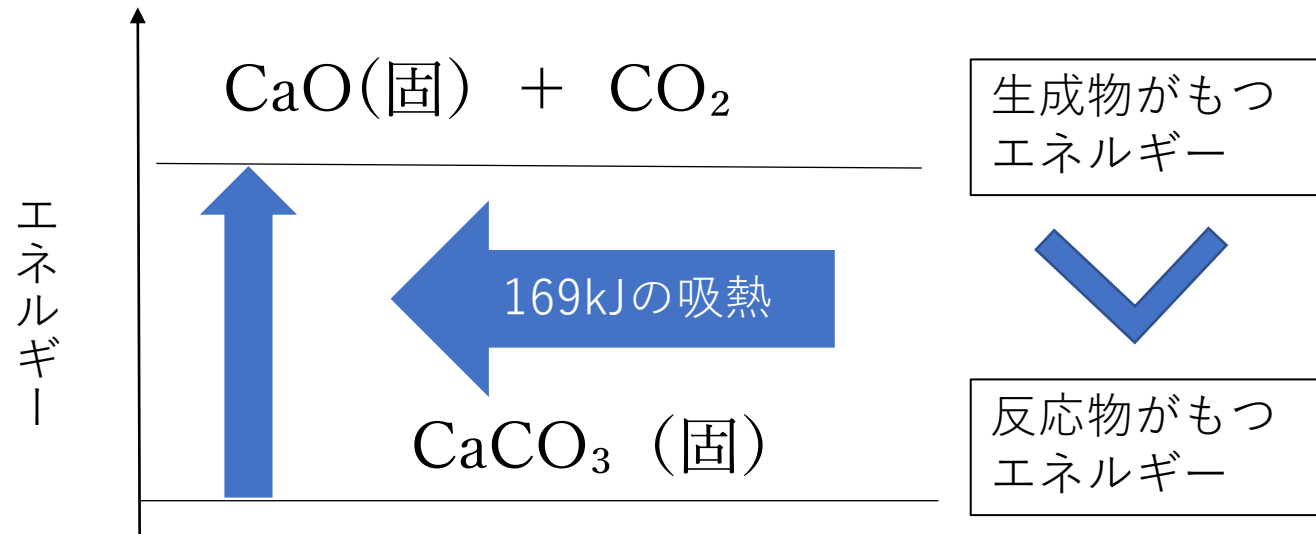 CaO(固) + CO₂
生成物がもつ
エネルギー
エネルギー
169kJの吸熱
CaCO₃ (固)
反応物がもつ
エネルギー